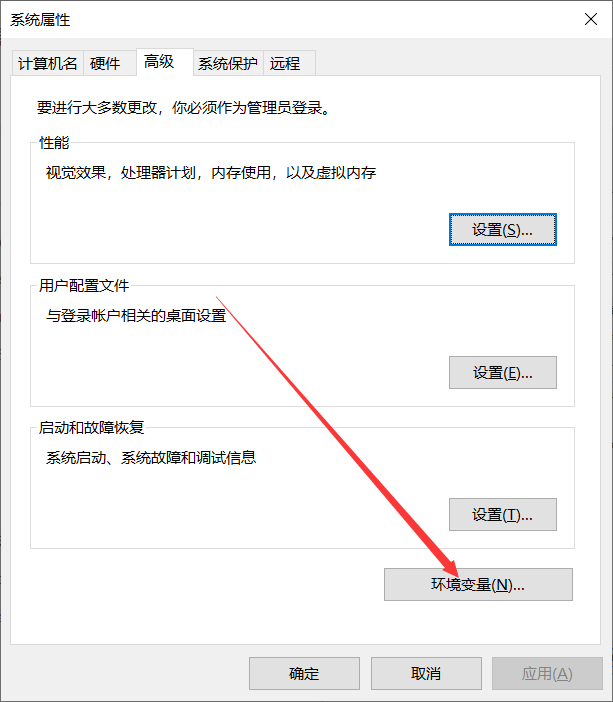 系统属性
计算机名 硬件 高级 系统保护 远程
要进行大多数更改，你必须作为管理员登录。
性能
视觉效果，处理器计划，内存使用，以及虚拟内存
设置(S)...
用户配置文件
与登录帐户相关的桌面设置
设置(E)...
启动和故障恢复
系统启动、系统故障和调试信息
设置(T)...
环境变量(N)...
确定 取消 应用(A)